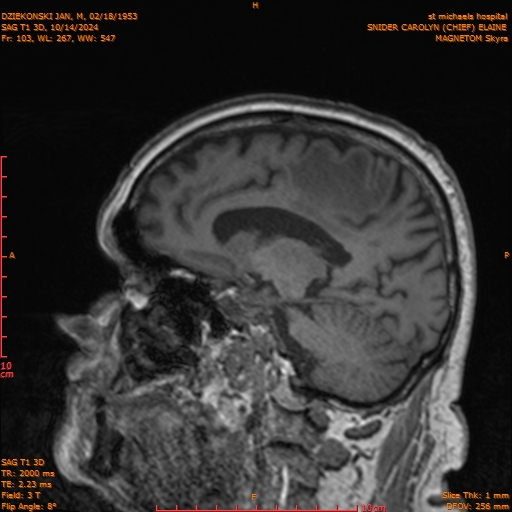 H
DZIEKONSKI JAN, M, 02/18/1953
SAG T1 3D, 10/14/2024
Fr: 103, WL: 267, WW: 547
st michaels hospital
SNIDER CAROLYN (CHIEF) ELAINE
MAGNETOM Skyra
A
P
10
cm
SAG T1 3D
TR: 2000 ms
TE: 2.23 ms
Field: 3 T
Flip Angle: 8°
F
10cm
Slice Thk: 1 mm
DFOV: 256 mm